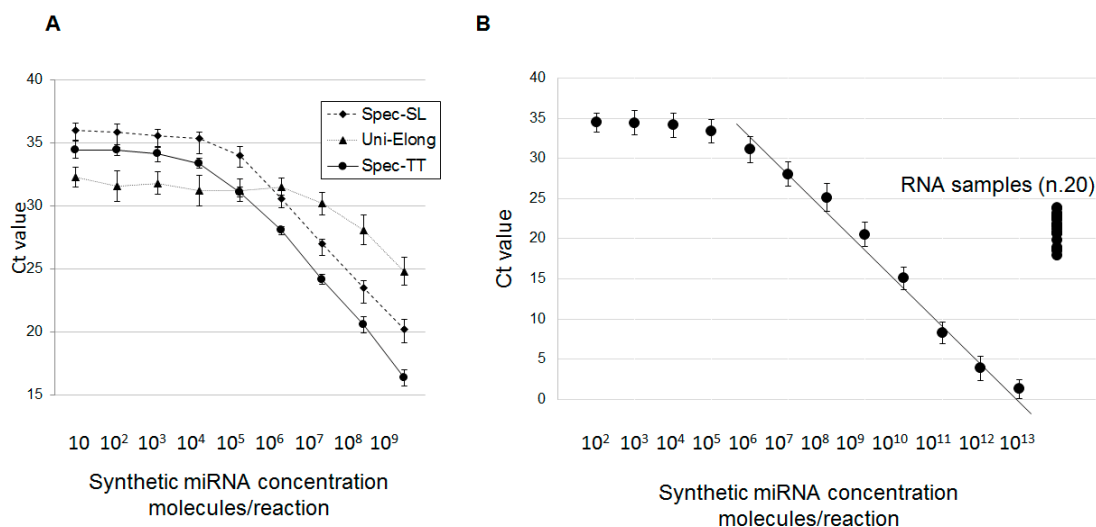 A
40
35
30
25
20
15
Ct value
Spec-SL
Uni-Elong
Spec-TT
10 10² 10³ 10⁴ 10⁵ 10⁶ 10⁷ 10⁸ 10⁹
Synthetic miRNA concentration
molecules/reaction
B
40
35
30
25
20
15
10
5
0
Ct value
RNA samples (n.20)
10² 10³ 10⁴ 10⁵ 10⁶ 10⁷ 10⁸ 10⁹ 10¹⁰ 10¹¹ 10¹² 10¹³
Synthetic miRNA concentration
molecules/reaction